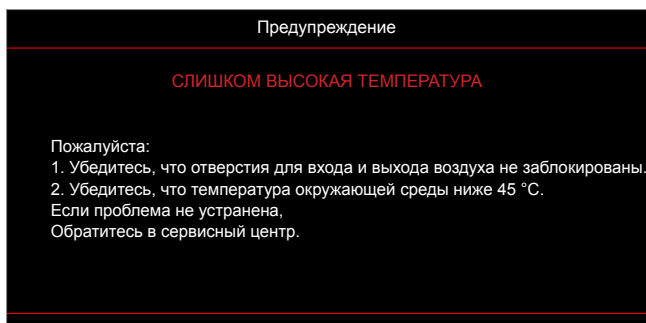 Предупреждение
СЛИШКОМ ВЫСОКАЯ ТЕМПЕРАТУРА
Пожалуйста:
1. Убедитесь, что отверстия для входа и выхода воздуха не заблокированы.
2. Убедитесь, что температура окружающей среды ниже 45 °C.
Если проблема не устранена,
Обратитесь в сервисный центр.